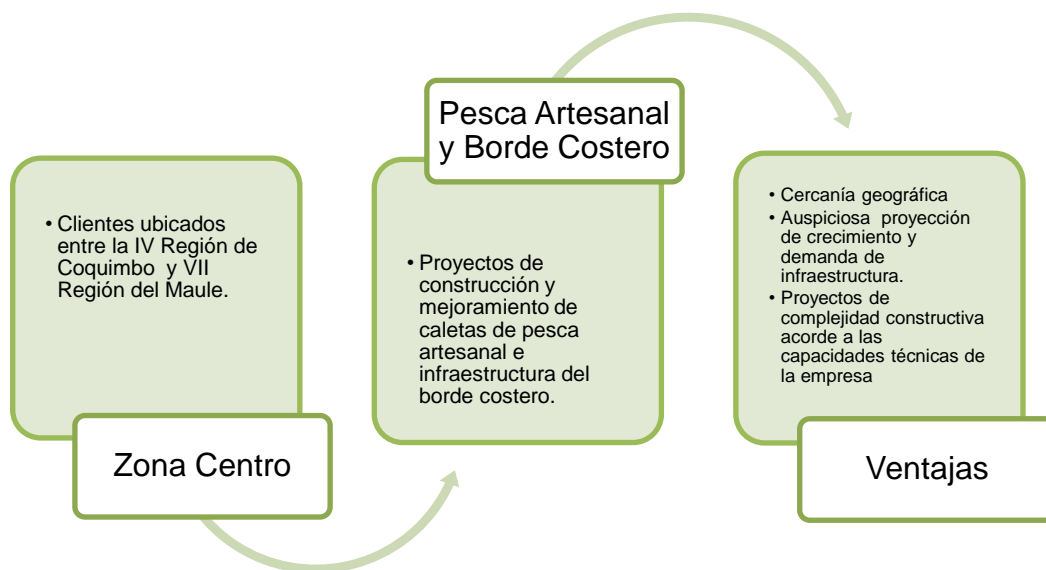 • Clientes ubicados
entre la IV Región de
Coquimbo y VII
Región del Maule.
Zona Centro
Pesca Artesanal
y Borde Costero
• Proyectos de
construcción y
mejoramiento de
caletas de pesca
artesanal e
infraestructura del
borde costero.
• Cercanía geográfica
• Auspiciosa proyección
de crecimiento y
demanda de
infraestructura.
• Proyectos de
complejidad constructiva
acorde a las
capacidades técnicas de
la empresa
Ventajas